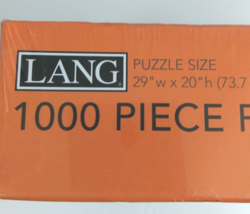 LANG
PUZZLE SIZE
29"w x 20"h (73.7
1000 PIECE F